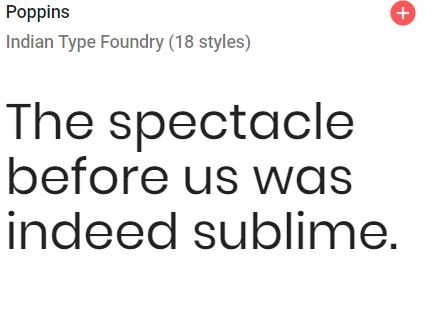 Poppins
Indian Type Foundry (18 styles)
The spectacle
before us was
indeed sublime.